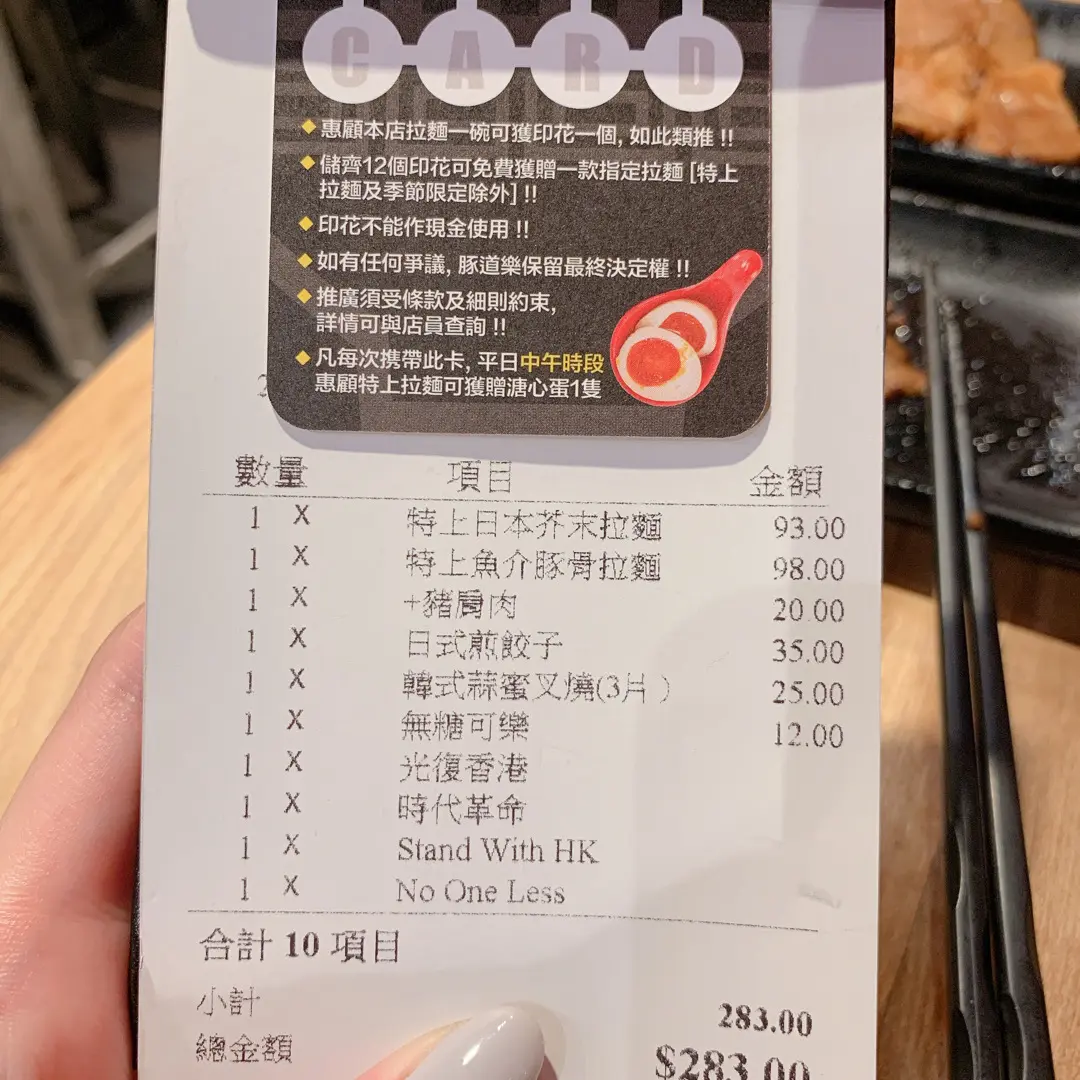 CARD
惠顧本店拉麵一碗可獲印花一個, 如此類推 !!
儲齊12個印花可免費獲贈一款指定拉麵 [特上
拉麵及季節限定除外] !!
印花不能作現金使用 !!
如有任何爭議, 豚道樂保留最終決定權 !!
推廣須受條款及細則約束,
詳情可與店員查詢 !!
凡每次携帶此卡, 平日中午時段
惠顧特上拉麵可獲贈溏心蛋1隻
數量 項目 金額
1 X 特上日本芥末拉麵 93.00
1 X 特上魚介豚骨拉麵 98.00
1 X +豬肩肉 20.00
1 X 日式煎餃子 35.00
1 X 韓式蒜蜜叉燒(3片) 25.00
1 X 無糖可樂 12.00
1 X 光復香港
1 X 時代革命
1 X Stand With HK
1 X No One Less
合計 10 項目
小計 283.00
總金額 $283.00